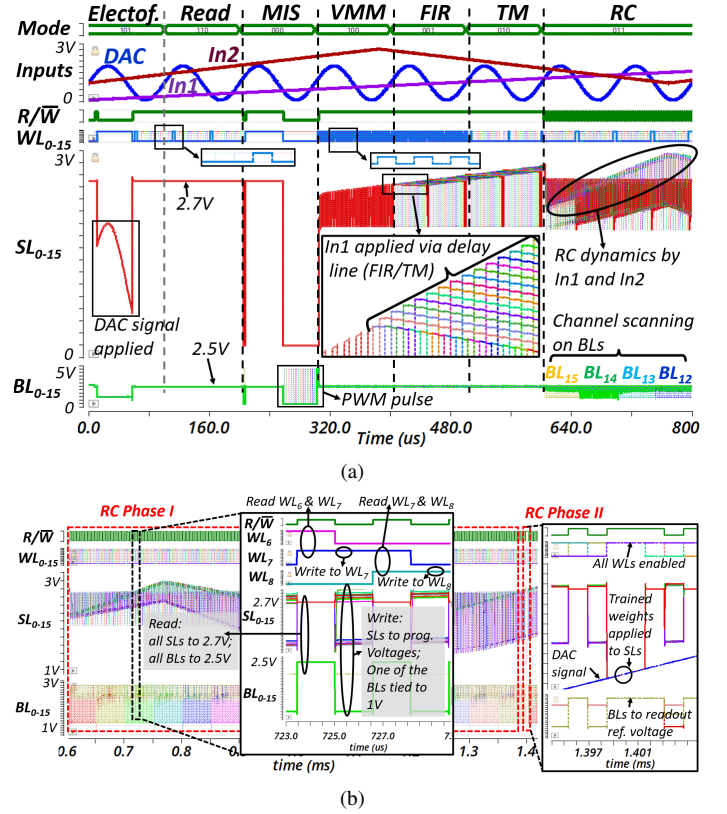 Electof. Read MIS VMM FIR TM RC
Mode 101 110 000 100 001 010 011
3V
DAC In2
Inputs
In1
0
R/W̅
WL0-15
3V
2.7V
SL0-15
In1 applied via delay
line (FIR/TM)
RC dynamics by
In1 and In2
DAC signal
applied
0
2.5V
Channel scanning
on BLs
5V
BL0-15
BL15 BL14 BL13 BL12
PWM pulse
0
0.0 160.0 320.0 480.0 640.0 800
Time (us)
(a)
Read WL6 & WL7 Read WL7 & WL8
RC Phase I RC Phase II
R/W̅
WL0-15
3V
SL0-15
1V
3V
BL0-15
1V
Read:
all SLs to 2.7V;
all BLs to 2.5V
R/W̅
WL6
WL7
Write to WL7
WL8
Write to WL8
2.7V
SL0-15
Write:
SLs to prog.
Voltages;
One of the
BLs tied to
1V
2.5V
BL0-15
723.0 725.0 727.0 7.
time (us)
All WLs enabled
Trained
weights
applied
to SLs
DAC
signal
BLs to readout
ref. voltage
1.397 1.401
time (ms)
0.6 0.7 0.8 0.9 1.3 1.4
time (ms)
(b)